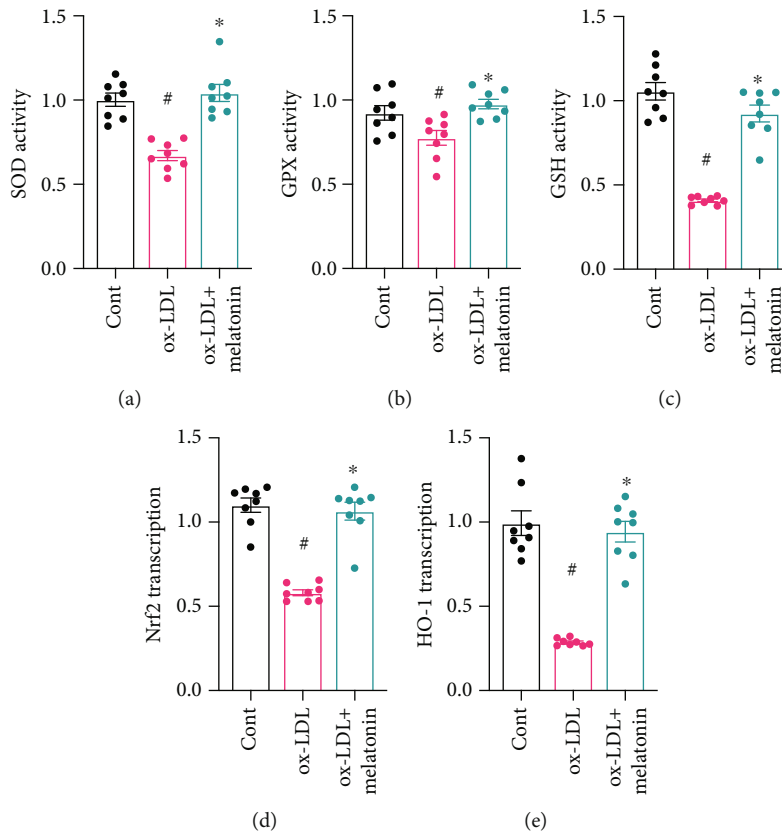 SOD activity
1.5
1.0
0.5
0.0
*
#
Cont
ox-LDL
ox-LDL+
melatonin
(a)
GPX activity
1.5
1.0
0.5
0.0
#
*
Cont
ox-LDL
ox-LDL+
melatonin
(b)
GSH activity
1.5
1.0
0.5
0.0
#
*
Cont
ox-LDL
ox-LDL+
melatonin
(c)
Nrf2 transcription
1.5
1.0
0.5
0.0
#
*
Cont
ox-LDL
ox-LDL+
melatonin
(d)
HO-1 transcription
1.5
1.0
0.5
0.0
#
*
Cont
ox-LDL
ox-LDL+
melatonin
(e)